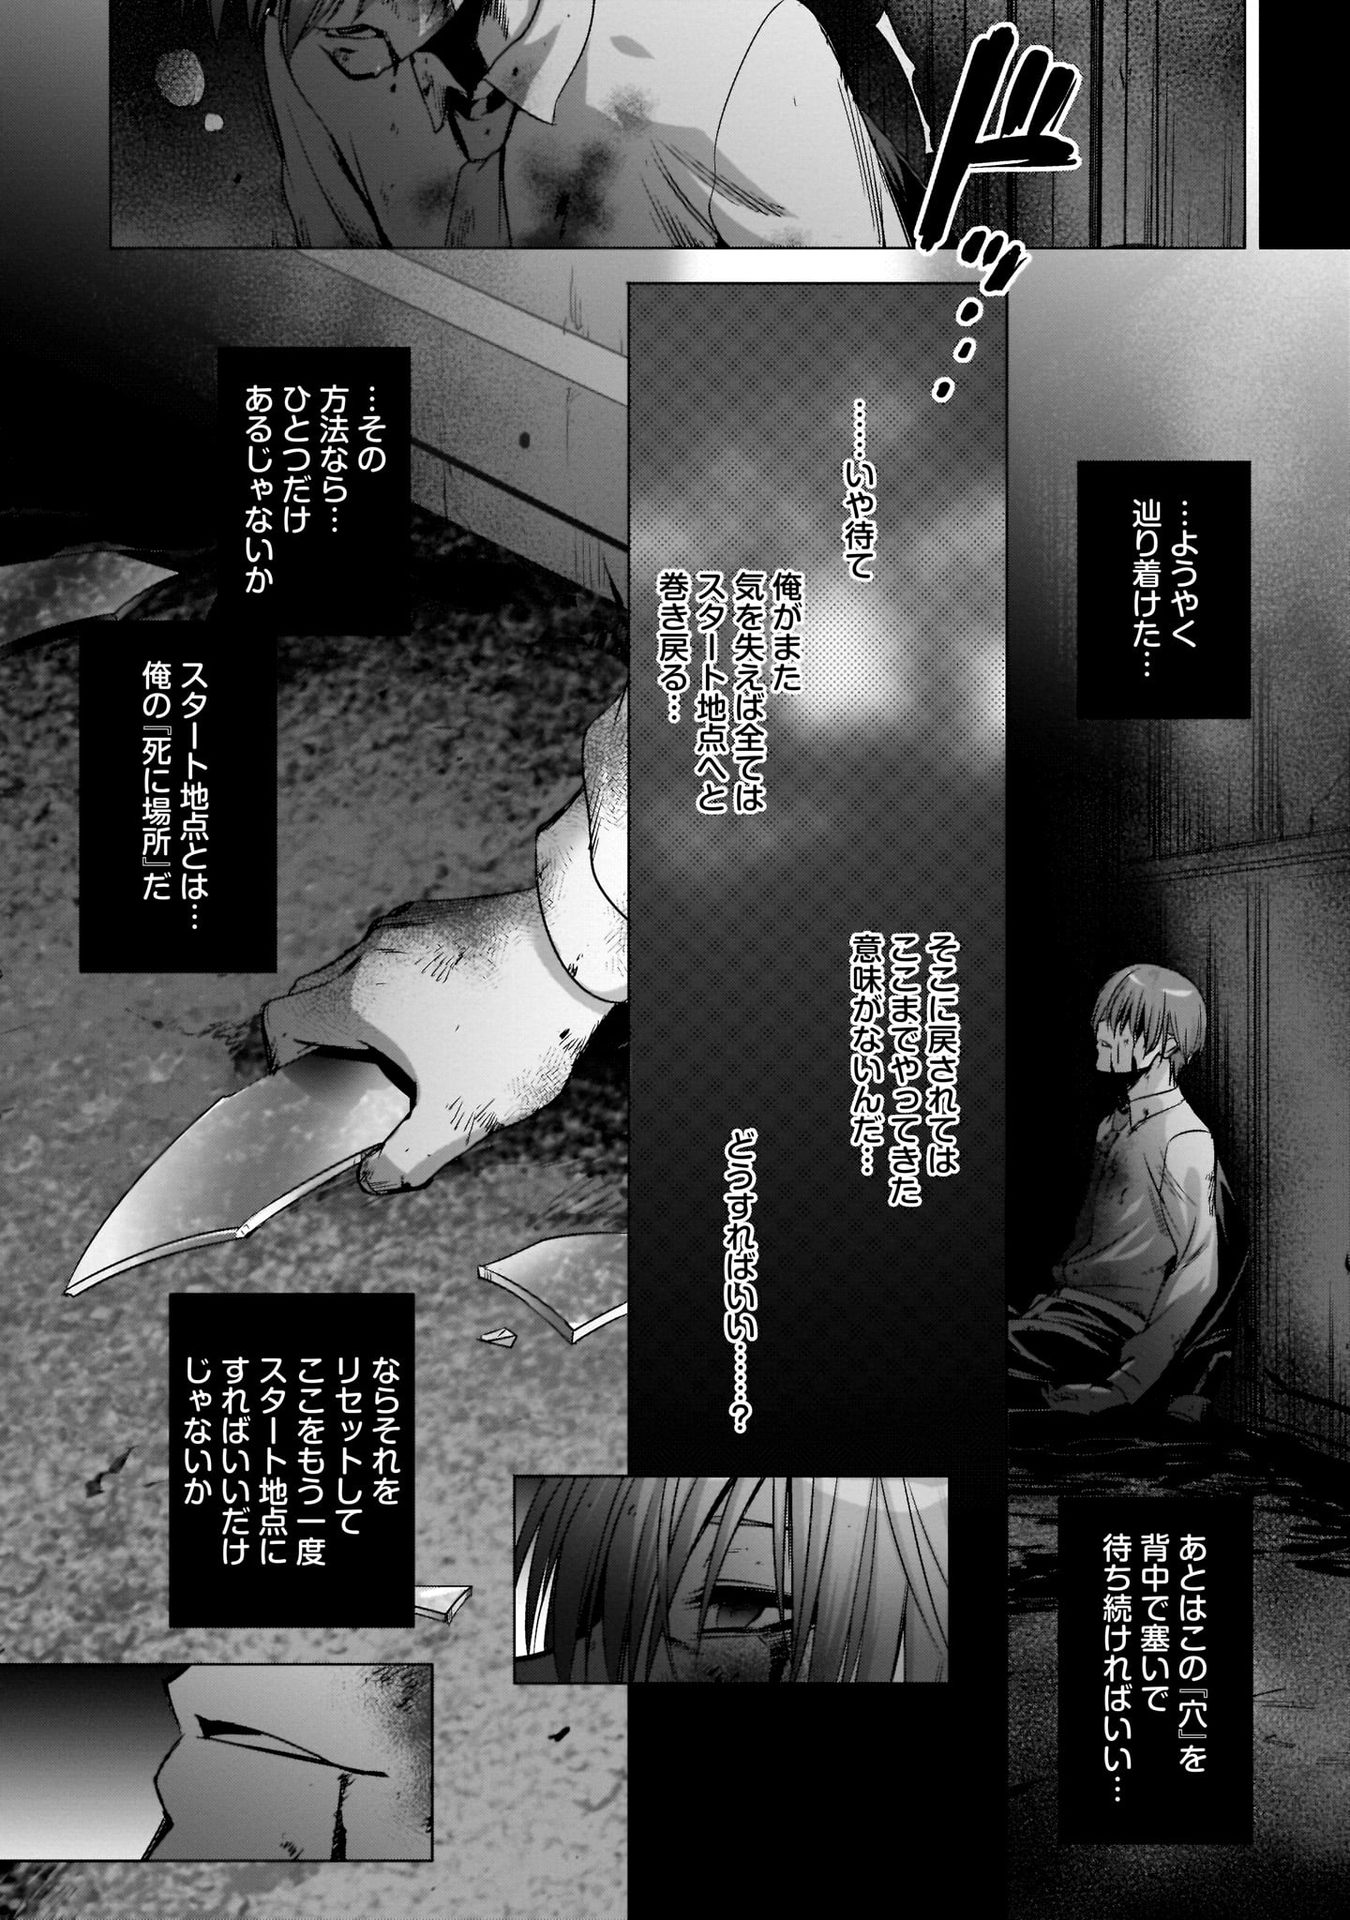 ドドッ…
…ようやく
辿り着けた…
あとはこの『穴』を
背中で塞いで
待ち続ければいい…
……いや待て
俺がまた
気を失えば全ては
スタート地点へと
巻き戻る…
そこに戻されては
ここまでやってきた
意味がないんだ…
どうすればいい………?
…その
方法なら…
ひとつだけ
あるじゃないか
スタート地点とは…
俺の『死に場所』だ
ならそれを
リセットして
ここをもう一度
スタート地点に
すればいいだけ
じゃないか